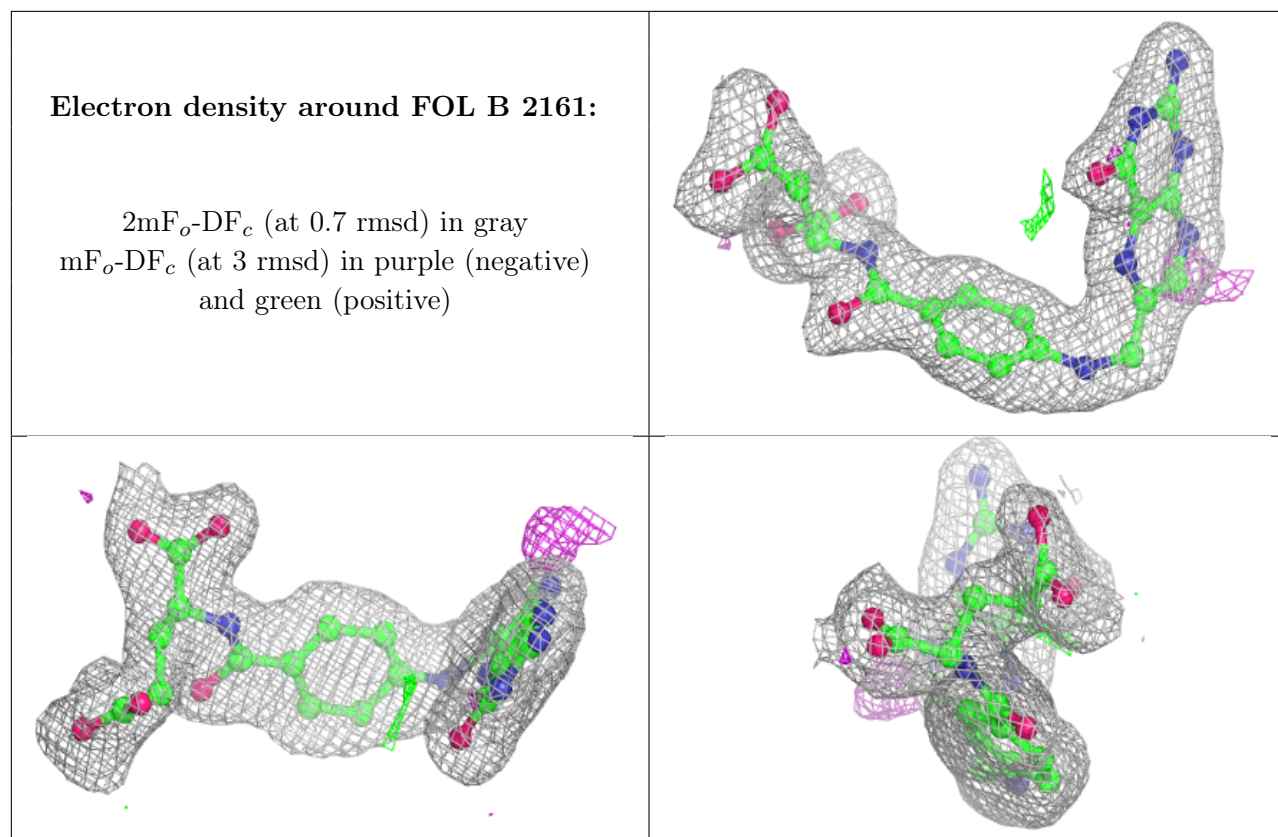 Electron density around FOL B 2161:
2mFₒ-DF𝒸 (at 0.7 rmsd) in gray
mFₒ-DF𝒸 (at 3 rmsd) in purple (negative)
and green (positive)